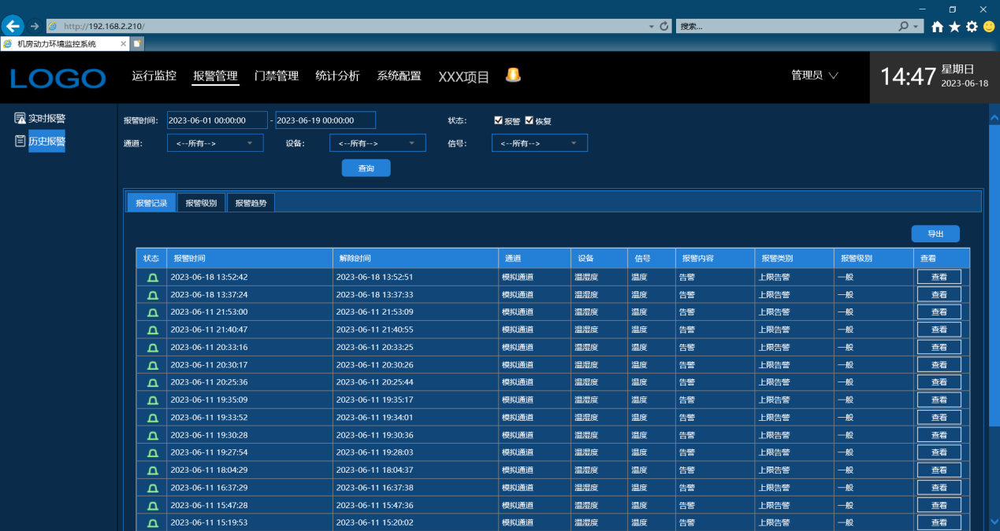 http://192.168.2.210/
搜索...
机房动力环境监控系统
LOGO
运行监控 报警管理 门禁管理 统计分析 系统配置 XXX项目
管理员
14:47 星期日
2023-06-18
实时报警
历史报警
报警时间: 2023-06-01 00:00:00 - 2023-06-19 00:00:00 状态: 报警 恢复
通道: <--所有--> 设备: <--所有--> 信号: <--所有-->
查询
报警记录 报警级别 报警趋势
导出
状态 报警时间 解除时间 通道 设备 信号 报警内容 报警类别 报警级别 查看
2023-06-18 13:52:42 2023-06-18 13:52:51 模拟通道 温湿度 温度 告警 上限告警 一般 查看
2023-06-18 13:37:24 2023-06-18 13:37:33 模拟通道 温湿度 温度 告警 上限告警 一般 查看
2023-06-11 21:53:00 2023-06-11 21:53:09 模拟通道 温湿度 温度 告警 上限告警 一般 查看
2023-06-11 21:40:47 2023-06-11 21:40:55 模拟通道 温湿度 温度 告警 上限告警 一般 查看
2023-06-11 20:33:16 2023-06-11 20:33:25 模拟通道 温湿度 温度 告警 上限告警 一般 查看
2023-06-11 20:30:17 2023-06-11 20:30:26 模拟通道 温湿度 温度 告警 上限告警 一般 查看
2023-06-11 20:25:36 2023-06-11 20:25:44 模拟通道 温湿度 温度 告警 上限告警 一般 查看
2023-06-11 19:35:09 2023-06-11 19:35:17 模拟通道 温湿度 温度 告警 上限告警 一般 查看
2023-06-11 19:33:52 2023-06-11 19:34:01 模拟通道 温湿度 温度 告警 上限告警 一般 查看
2023-06-11 19:30:28 2023-06-11 19:30:36 模拟通道 温湿度 温度 告警 上限告警 一般 查看
2023-06-11 19:27:54 2023-06-11 19:28:03 模拟通道 温湿度 温度 告警 上限告警 一般 查看
2023-06-11 18:04:29 2023-06-11 18:04:37 模拟通道 温湿度 温度 告警 上限告警 一般 查看
2023-06-11 16:37:29 2023-06-11 16:37:38 模拟通道 温湿度 温度 告警 上限告警 一般 查看
2023-06-11 15:47:28 2023-06-11 15:47:36 模拟通道 温湿度 温度 告警 上限告警 一般 查看
2023-06-11 15:19:53 2023-06-11 15:20:02 模拟通道 温湿度 温度 告警 上限告警 一般 查看